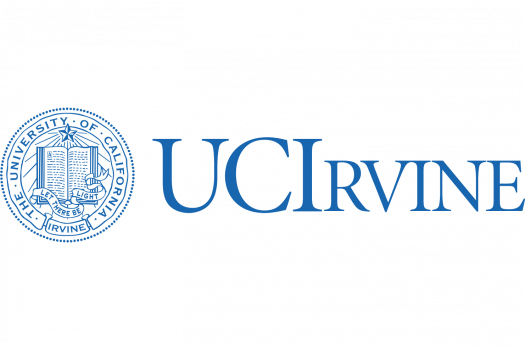 · THE · UNIVERSITY · OF · CALIFORNIA ·
LET THERE BE LIGHT
IRVINE
UCIRVINE